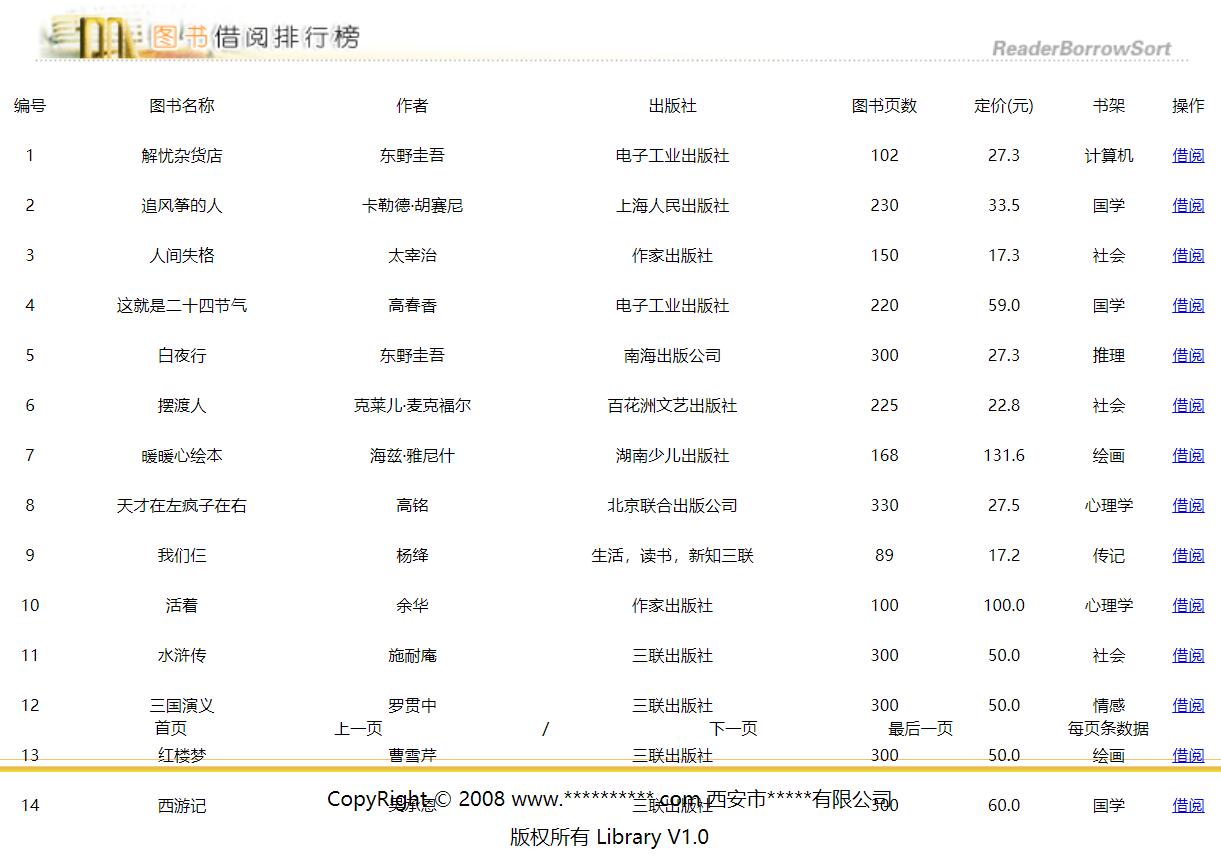 图书借阅排行榜
ReaderBorrowSort
编号 图书名称 作者 出版社 图书页数 定价(元) 书架 操作
1 解忧杂货店 东野圭吾 电子工业出版社 102 27.3 计算机 借阅
2 追风筝的人 卡勒德·胡赛尼 上海人民出版社 230 33.5 国学 借阅
3 人间失格 太宰治 作家出版社 150 17.3 社会 借阅
4 这就是二十四节气 高春香 电子工业出版社 220 59.0 国学 借阅
5 白夜行 东野圭吾 南海出版公司 300 27.3 推理 借阅
6 摆渡人 克莱儿·麦克福尔 百花洲文艺出版社 225 22.8 社会 借阅
7 暖暖心绘本 海兹·雅尼什 湖南少儿出版社 168 131.6 绘画 借阅
8 天才在左疯子在右 高铭 北京联合出版公司 330 27.5 心理学 借阅
9 我们仨 杨绛 生活，读书，新知三联 89 17.2 传记 借阅
10 活着 余华 作家出版社 100 100.0 心理学 借阅
11 水浒传 施耐庵 三联出版社 300 50.0 社会 借阅
12 三国演义 罗贯中 三联出版社 300 50.0 情感 借阅
首页 上一页 / 下一页 最后一页 每页条数据
13 红楼梦 曹雪芹 三联出版社 300 50.0 绘画 借阅
CopyRight © 2008 www.**********.com 西安市*****有限公司
14 西游记 吴承恩 三联出版社 300 60.0 国学 借阅
版权所有 Library V1.0